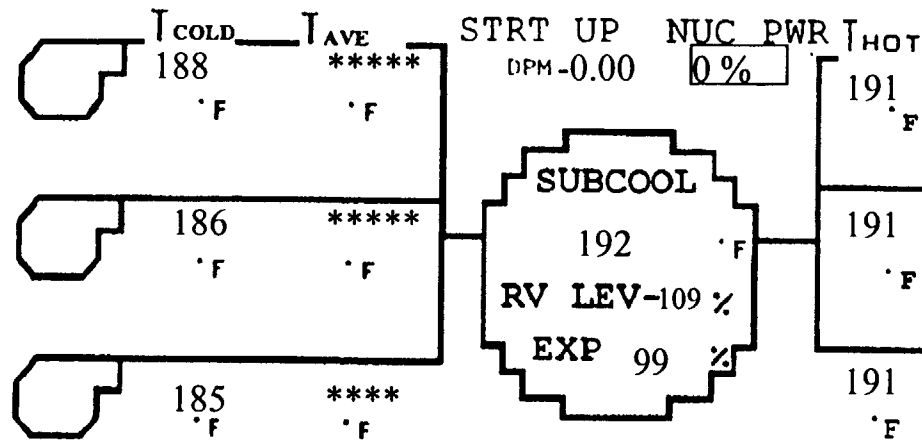 TCOLD TAVE STRT UP NUC PWR THOT
188 ***** DPM -0.00 0 % 191
°F °F °F
SUBCOOL
186 ***** 192 °F 191
°F °F °F
RV LEV-109 %
EXP 99 %
185 **** 191
°F °F °F